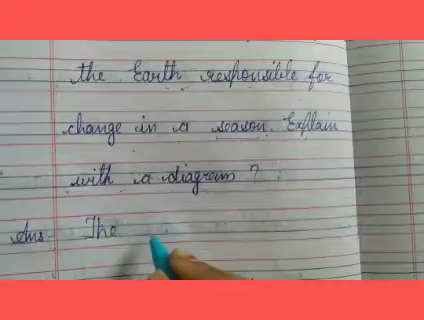 the Earth responsible for
change in a season. Explain
with a diagram ?
Ans The